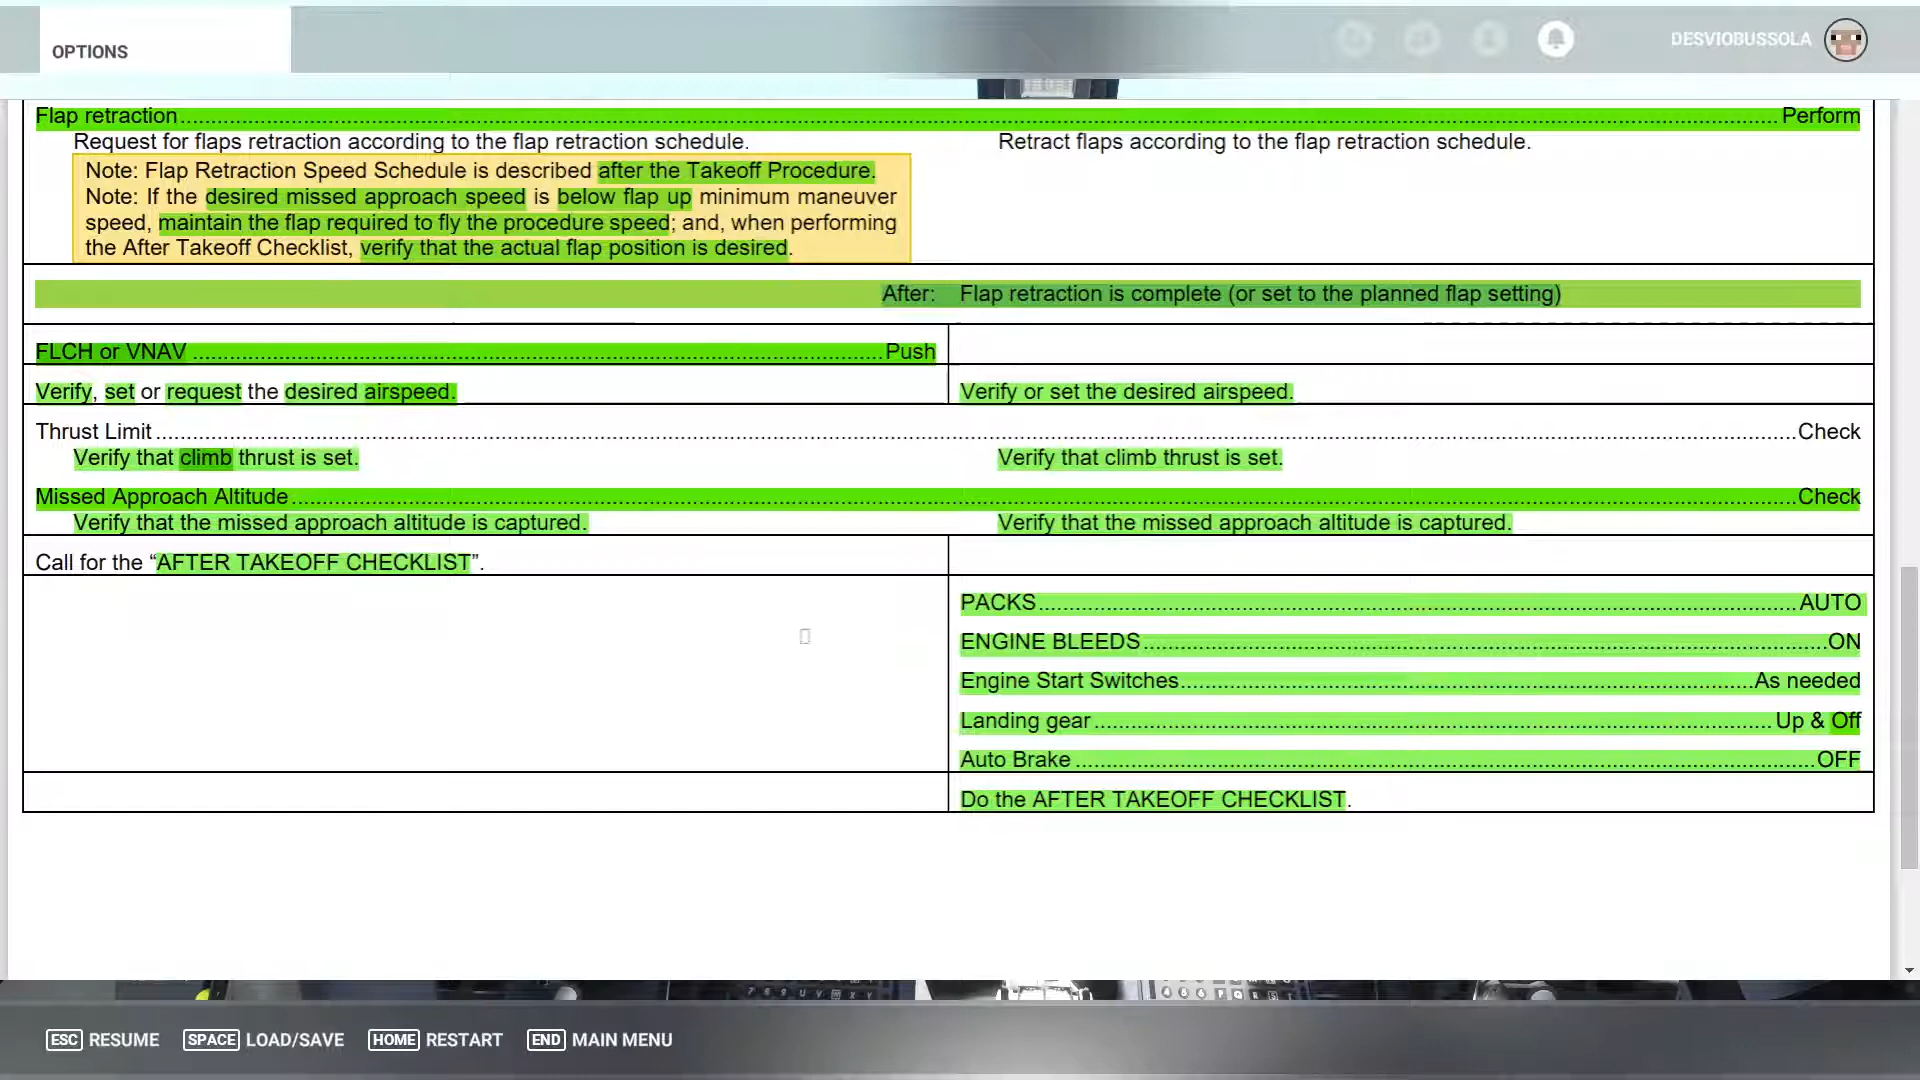 OPTIONS
DESVIOBUSSOLA
Flap retraction........................................Perform
Request for flaps retraction according to the flap retraction schedule.
Retract flaps according to the flap retraction schedule.
Note: Flap Retraction Speed Schedule is described after the Takeoff Procedure.
Note: If the desired missed approach speed is below flap up minimum maneuver
speed, maintain the flap required to fly the procedure speed; and, when performing
the After Takeoff Checklist, verify that the actual flap position is desired.
After: Flap retraction is complete (or set to the planned flap setting)
FLCH or VNAV ........................................Push
Verify, set or request the desired airspeed.
Verify or set the desired airspeed.
Thrust Limit ........................................Check
Verify that climb thrust is set.
Verify that climb thrust is set.
Missed Approach Altitude........................................Check
Verify that the missed approach altitude is captured.
Verify that the missed approach altitude is captured.
Call for the “AFTER TAKEOFF CHECKLIST”.
PACKS........................................AUTO
ENGINE BLEEDS........................................ON
Engine Start Switches........................................As needed
Landing gear ........................................Up & Off
Auto Brake ........................................OFF
Do the AFTER TAKEOFF CHECKLIST.
ESC RESUME SPACE LOAD/SAVE HOME RESTART END MAIN MENU